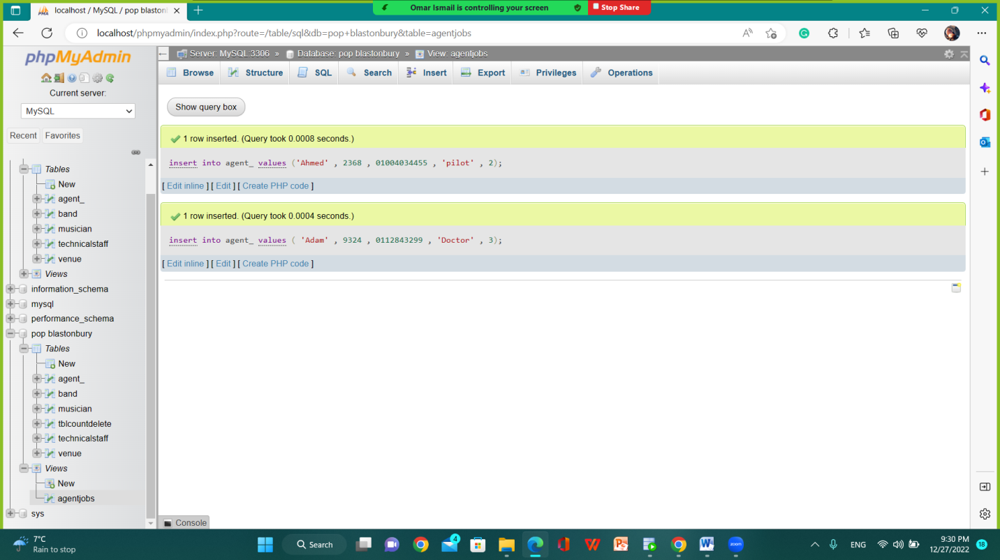 localhost / MySQL / pop blastonb
Omar Ismail is controlling your screen
Stop Share
localhost/phpmyadmin/index.php?route=/table/sql&db=pop+blastonbury&table=agentjobs
phpMyAdmin
Current server:
MySQL
Recent Favorites
Tables
New
agent_
band
musician
technicalstaff
venue
Views
information_schema
mysql
performance_schema
pop blastonbury
Tables
New
agent_
band
musician
tblcountdelete
technicalstaff
venue
Views
New
agentjobs
sys
Server: MySQL:3306 » Database: pop blastonbury » View: agentjobs
Browse Structure SQL Search Insert Export Privileges Operations
Show query box
1 row inserted. (Query took 0.0008 seconds.)
insert into agent_ values ('Ahmed' , 2368 , 01004034455 , 'pilot' , 2);
[ Edit inline ] [ Edit ] [ Create PHP code ]
1 row inserted. (Query took 0.0004 seconds.)
insert into agent_ values ( 'Adam' , 9324 , 0112843299 , 'Doctor' , 3);
[ Edit inline ] [ Edit ] [ Create PHP code ]
Console
7°C
Rain to stop
Search
4
zoom
ENG
9:30 PM
12/27/2022
18